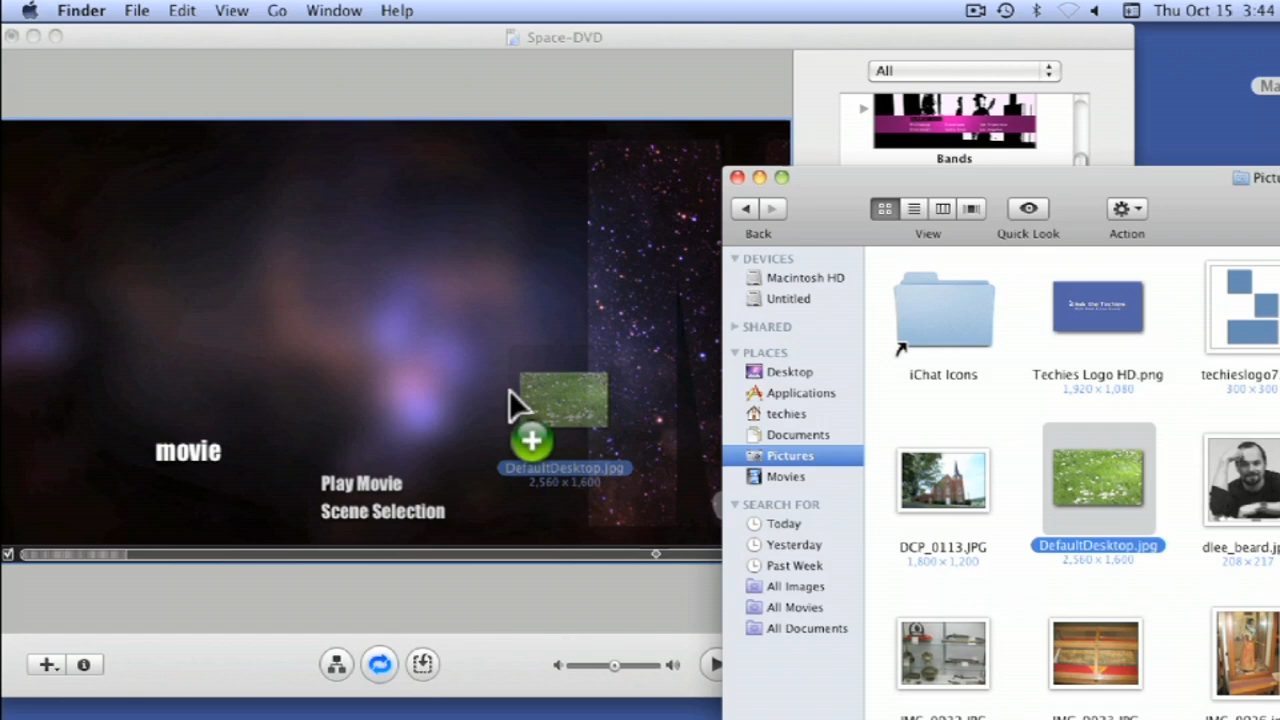 Finder File Edit View Go Window Help Thu Oct 15 3:44
Space-DVD
All
Bands
movie
Play Movie
Scene Selection
DefaultDesktop.jpg
2,560 x 1,600
Back View Quick Look Action
DEVICES
Macintosh HD
Untitled
SHARED
PLACES
Desktop
Applications
techies
Documents
Pictures
Movies
SEARCH FOR
Today
Yesterday
Past Week
All Images
All Movies
All Documents
iChat Icons
Techies Logo HD.png
1,920 x 1,080
techieslogo7.
300 x 300
DCP_0113.JPG
1,800 x 1,200
DefaultDesktop.jpg
2,560 x 1,600
dlee_beard.jp
208 x 217